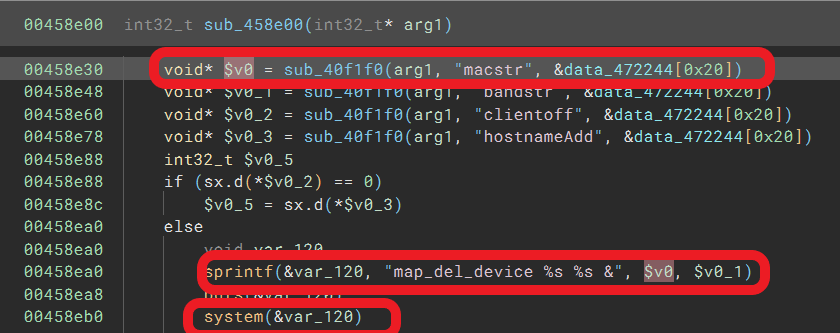 00458e00 int32_t sub_458e00(int32_t* arg1)
00458e30 void* $v0 = sub_40f1f0(arg1, "macstr", &data_472244[0x20])
00458e48 void* $v0_1 = sub_40f1f0(arg1, "bandstr", &data_472244[0x20])
00458e60 void* $v0_2 = sub_40f1f0(arg1, "clientoff", &data_472244[0x20])
00458e78 void* $v0_3 = sub_40f1f0(arg1, "hostnameAdd", &data_472244[0x20])
00458e88 int32_t $v0_5
00458e88 if (sx.d(*$v0_2) == 0)
00458e8c $v0_5 = sx.d(*$v0_3)
00458ea0 else
00458ea0 void var_120
00458ea0 sprintf(&var_120, "map_del_device %s %s &", $v0, $v0_1)
00458ea8 puts(&var_120)
00458eb0 system(&var_120)